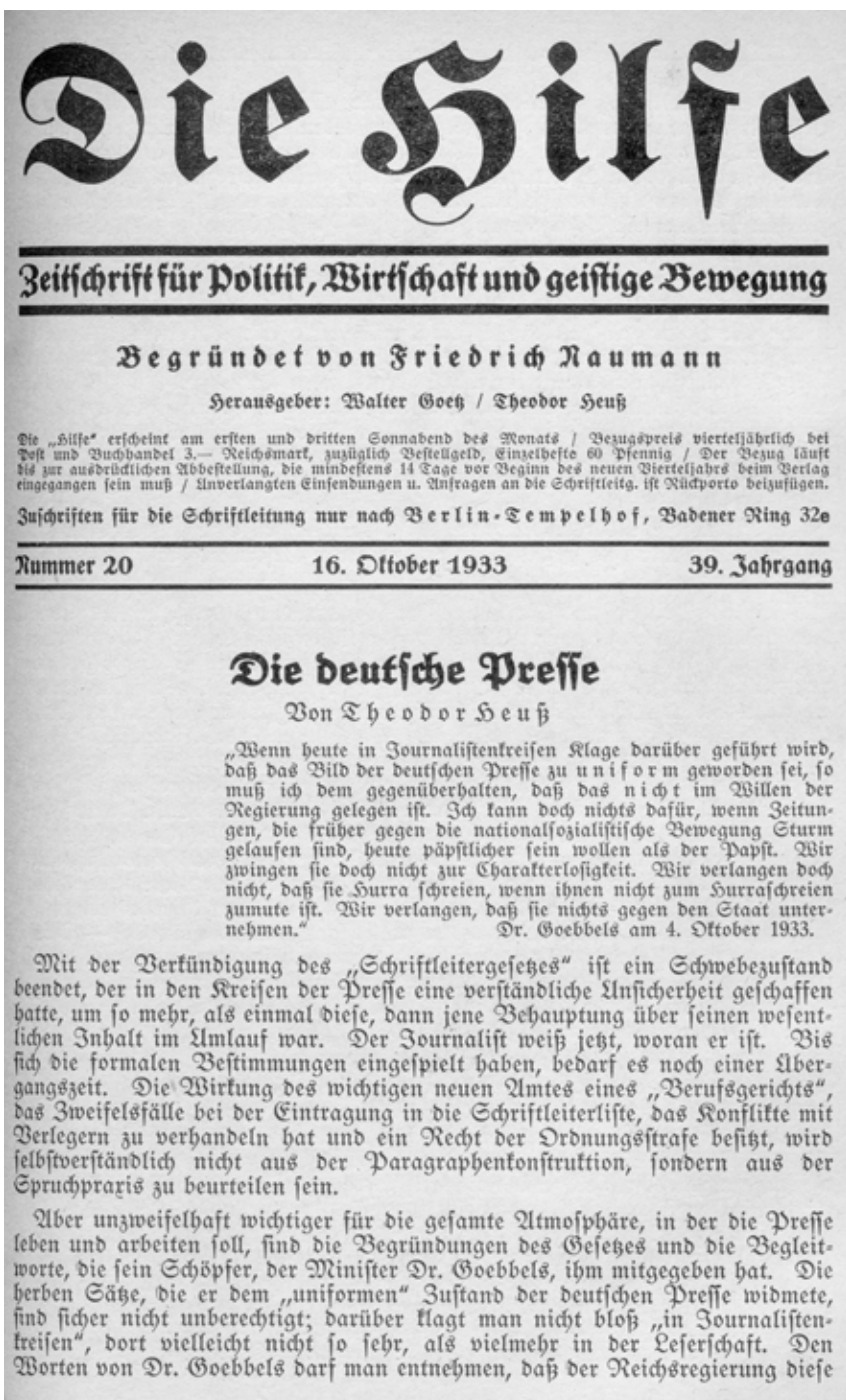 Die Hilfe
Zeitschrift für Politik, Wirtschaft und geistige Bewegung
Begründet von Friedrich Naumann
Herausgeber: Walter Goetz / Theodor Heuß
Die „Hilfe“ erscheint am ersten und dritten Sonnabend des Monats / Bezugspreis vierteljährlich bei
Post und Buchhandel 3.— Reichsmark, zuzüglich Bestellgeld, Einzelhefte 60 Pfennig / Der Bezug läuft
bis zur ausdrücklichen Abbestellung, die mindestens 14 Tage vor Beginn des neuen Vierteljahrs beim Verlag
eingegangen sein muß / Unverlangten Einsendungen u. Anfragen an die Schriftleitg. ist Rückporto beizufügen.
Zuschriften für die Schriftleitung nur nach Berlin-Tempelhof, Badener Ring 32e
Nummer 20 16. Oktober 1933 39. Jahrgang
Die deutsche Presse
Von Theodor Heuß
„Wenn heute in Journalistenkreisen Klage darüber geführt wird,
daß das Bild der deutschen Presse zu uniform geworden sei, so
muß ich dem gegenüberhalten, daß das nicht im Willen der
Regierung gelegen ist. Ich kann doch nichts dafür, wenn Zeitun-
gen, die früher gegen die nationalsozialistische Bewegung Sturm
gelaufen sind, heute päpstlicher sein wollen als der Papst. Wir
zwingen sie doch nicht zur Charakterlosigkeit. Wir verlangen doch
nicht, daß sie Hurra schreien, wenn ihnen nicht zum Hurraschreien
zumute ist. Wir verlangen, daß sie nichts gegen den Staat unter-
nehmen.“ Dr. Goebbels am 4. Oktober 1933.
Mit der Verkündigung des „Schriftleitergesetzes“ ist ein Schwebezustand
beendet, der in den Kreisen der Presse eine verständliche Unsicherheit geschaffen
hatte, um so mehr, als einmal diese, dann jene Behauptung über seinen wesent-
lichen Inhalt im Umlauf war. Der Journalist weiß jetzt, woran er ist. Bis
sich die formalen Bestimmungen eingespielt haben, bedarf es noch einer Über-
gangszeit. Die Wirkung des wichtigen neuen Amtes eines „Berufsgerichts“,
das Zweifelsfälle bei der Eintragung in die Schriftleiterliste, das Konflikte mit
Verlegern zu verhandeln hat und ein Recht der Ordnungsstrafe besitzt, wird
selbstverständlich nicht aus der Paragraphenkonstruktion, sondern aus der
Spruchpraxis zu beurteilen sein.
Aber unzweifelhaft wichtiger für die gesamte Atmosphäre, in der die Presse
leben und arbeiten soll, sind die Begründungen des Gesetzes und die Begleit-
worte, die sein Schöpfer, der Minister Dr. Goebbels, ihm mitgegeben hat. Die
herben Sätze, die er dem „uniformen“ Zustand der deutschen Presse widmete,
sind sicher nicht unberechtigt; darüber klagt man nicht bloß „in Journalisten-
kreisen“, dort vielleicht nicht so sehr, als vielmehr in der Leserschaft. Den
Worten von Dr. Goebbels darf man entnehmen, daß der Reichsregierung diese